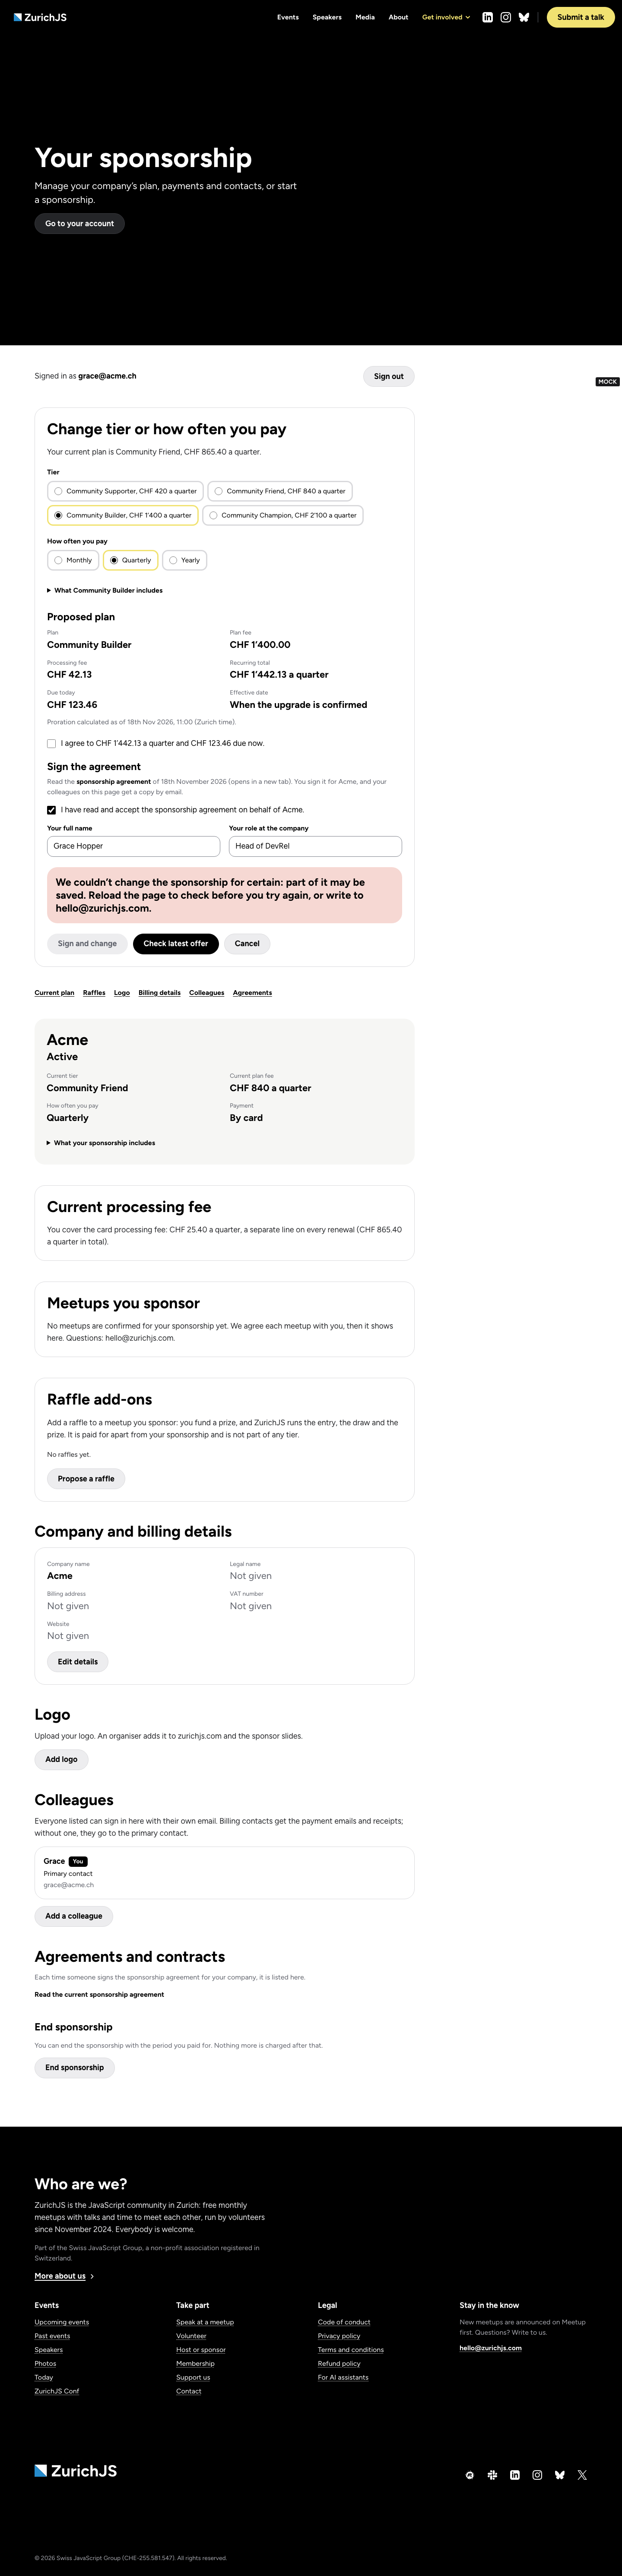 ZurichJS
Events
Speakers
Media
About
Get involved
Submit a talk
Your sponsorship
Manage your company’s plan, payments and contacts, or start
a sponsorship.
Go to your account
Signed in as grace@acme.ch
Sign out
MOCK
Change tier or how often you pay
Your current plan is Community Friend, CHF 865.40 a quarter.
Tier
Community Supporter, CHF 420 a quarter
Community Friend, CHF 840 a quarter
Community Builder, CHF 1’400 a quarter
Community Champion, CHF 2’100 a quarter
How often you pay
Monthly
Quarterly
Yearly
What Community Builder includes
Proposed plan
Plan
Community Builder
Plan fee
CHF 1’400.00
Processing fee
CHF 42.13
Recurring total
CHF 1’442.13 a quarter
Due today
CHF 123.46
Effective date
When the upgrade is confirmed
Proration calculated as of 18th Nov 2026, 11:00 (Zurich time).
I agree to CHF 1’442.13 a quarter and CHF 123.46 due now.
Sign the agreement
Read the sponsorship agreement of 18th November 2026 (opens in a new tab). You sign it for Acme, and your
colleagues on this page get a copy by email.
I have read and accept the sponsorship agreement on behalf of Acme.
Your full name
Grace Hopper
Your role at the company
Head of DevRel
We couldn’t change the sponsorship for certain: part of it may be
saved. Reload the page to check before you try again, or write to
hello@zurichjs.com.
Sign and change
Check latest offer
Cancel
Current plan
Raffles
Logo
Billing details
Colleagues
Agreements
Acme
Active
Current tier
Community Friend
Current plan fee
CHF 840 a quarter
How often you pay
Quarterly
Payment
By card
What your sponsorship includes
Current processing fee
You cover the card processing fee: CHF 25.40 a quarter, a separate line on every renewal (CHF 865.40
a quarter in total).
Meetups you sponsor
No meetups are confirmed for your sponsorship yet. We agree each meetup with you, then it shows
here. Questions: hello@zurichjs.com.
Raffle add-ons
Add a raffle to a meetup you sponsor: you fund a prize, and ZurichJS runs the entry, the draw and the
prize. It is paid for apart from your sponsorship and is not part of any tier.
No raffles yet.
Propose a raffle
Company and billing details
Company name
Acme
Legal name
Not given
Billing address
Not given
VAT number
Not given
Website
Not given
Edit details
Logo
Upload your logo. An organiser adds it to zurichjs.com and the sponsor slides.
Add logo
Colleagues
Everyone listed can sign in here with their own email. Billing contacts get the payment emails and receipts;
without one, they go to the primary contact.
Grace You
Primary contact
grace@acme.ch
Add a colleague
Agreements and contracts
Each time someone signs the sponsorship agreement for your company, it is listed here.
Read the current sponsorship agreement
End sponsorship
You can end the sponsorship with the period you paid for. Nothing more is charged after that.
End sponsorship
Who are we?
ZurichJS is the JavaScript community in Zurich: free monthly
meetups with talks and time to meet each other, run by volunteers
since November 2024. Everybody is welcome.
Part of the Swiss JavaScript Group, a non-profit association registered in
Switzerland.
More about us
Events
Upcoming events
Past events
Speakers
Photos
Today
ZurichJS Conf
Take part
Speak at a meetup
Volunteer
Host or sponsor
Membership
Support us
Contact
Legal
Code of conduct
Privacy policy
Terms and conditions
Refund policy
For AI assistants
Stay in the know
New meetups are announced on Meetup
first. Questions? Write to us.
hello@zurichjs.com
ZurichJS
© 2026 Swiss JavaScript Group (CHE-255.581.547). All rights reserved.